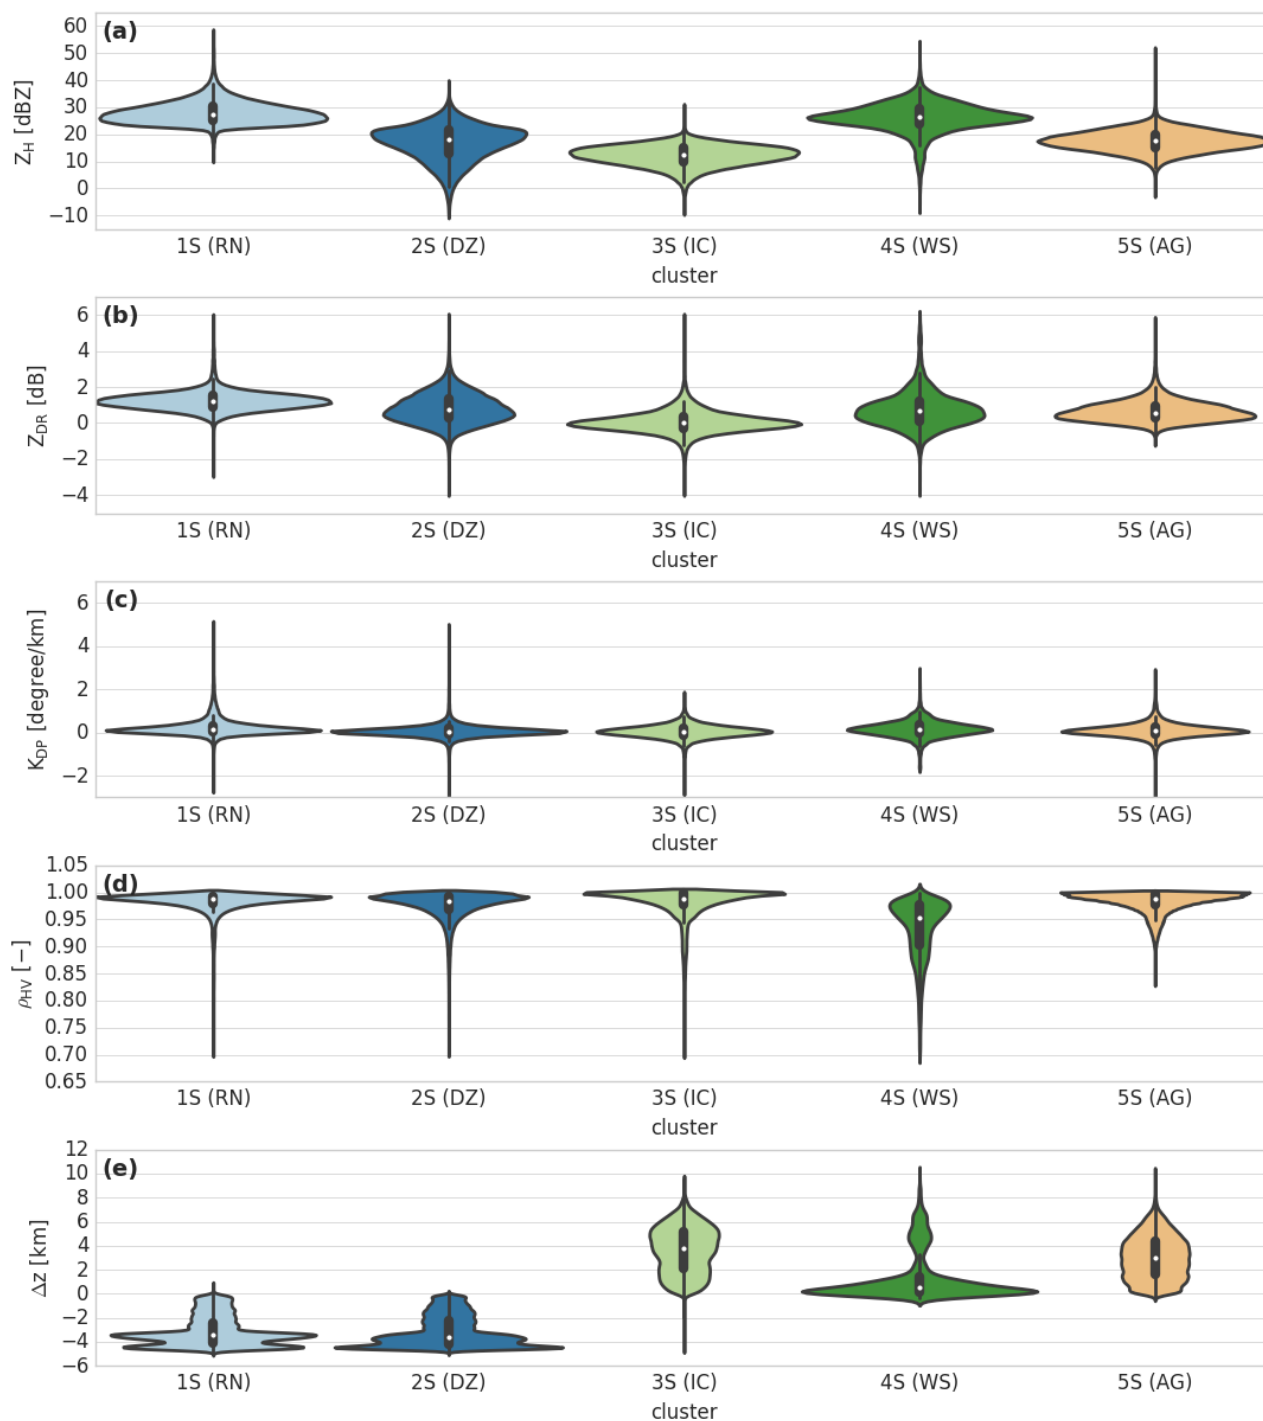 (a)
Z_H [dBZ]
60
50
40
30
20
10
0
−10
1S (RN) 2S (DZ) 3S (IC) 4S (WS) 5S (AG)
cluster
(b)
Z_DR [dB]
6
4
2
0
−2
−4
1S (RN) 2S (DZ) 3S (IC) 4S (WS) 5S (AG)
cluster
(c)
K_DP [degree/km]
6
4
2
0
−2
1S (RN) 2S (DZ) 3S (IC) 4S (WS) 5S (AG)
cluster
(d)
ρ_HV [−]
1.05
1.00
0.95
0.90
0.85
0.80
0.75
0.70
0.65
1S (RN) 2S (DZ) 3S (IC) 4S (WS) 5S (AG)
cluster
(e)
Δz [km]
12
10
8
6
4
2
0
−2
−4
−6
1S (RN) 2S (DZ) 3S (IC) 4S (WS) 5S (AG)
cluster